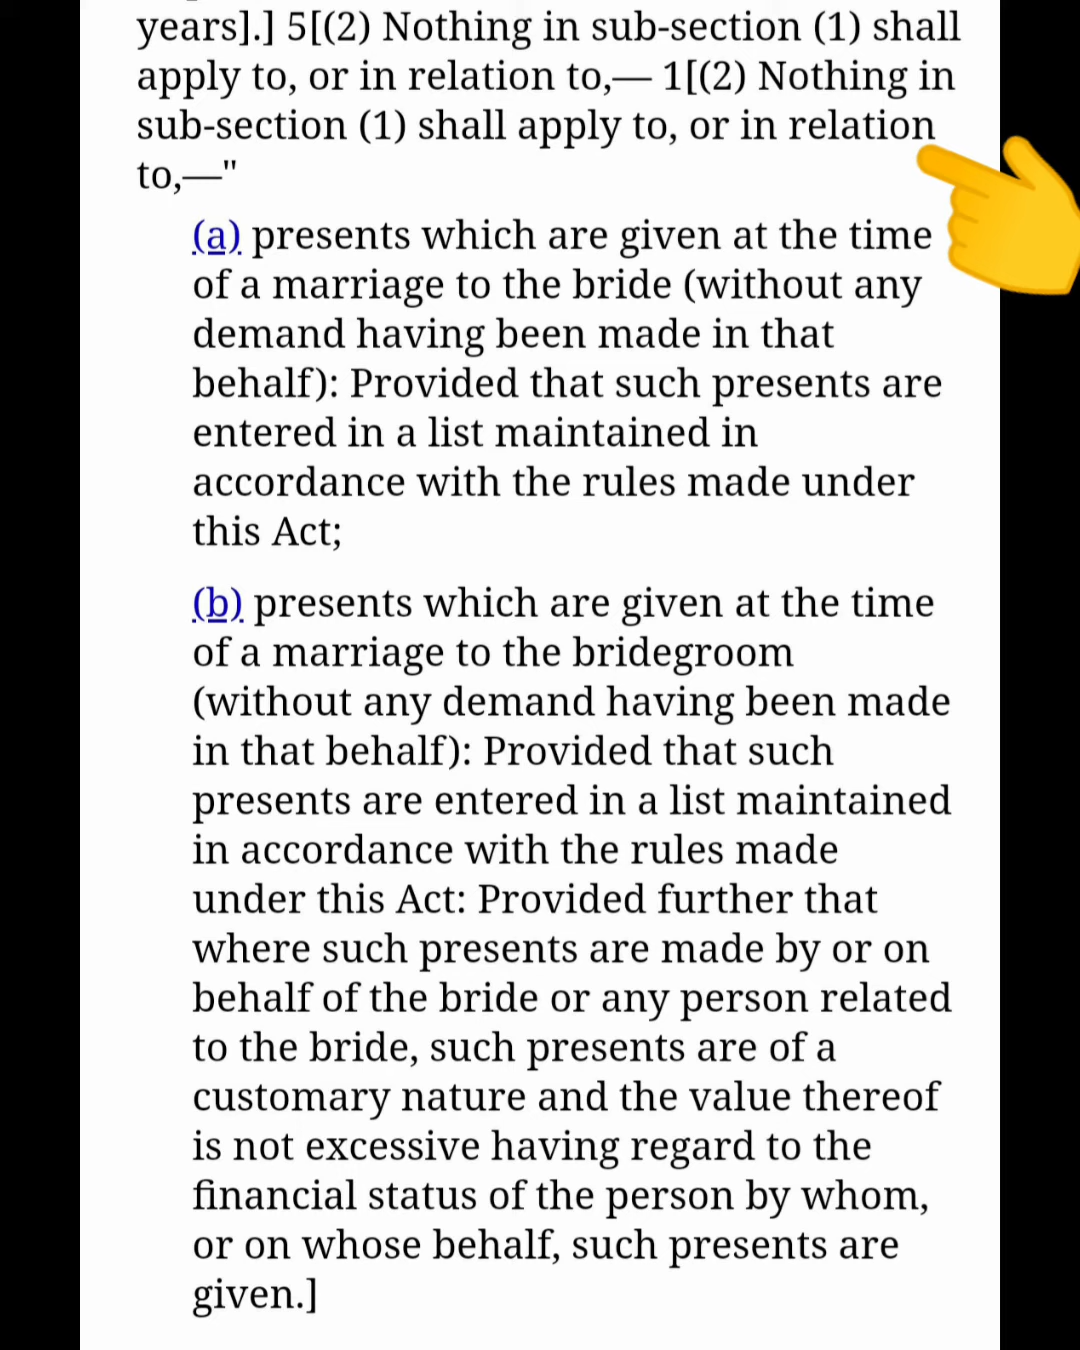 years].] 5[(2) Nothing in sub-section (1) shall
apply to, or in relation to,— 1[(2) Nothing in
sub-section (1) shall apply to, or in relation
to,—"
(a) presents which are given at the time
of a marriage to the bride (without any
demand having been made in that
behalf): Provided that such presents are
entered in a list maintained in
accordance with the rules made under
this Act;
(b) presents which are given at the time
of a marriage to the bridegroom
(without any demand having been made
in that behalf): Provided that such
presents are entered in a list maintained
in accordance with the rules made
under this Act: Provided further that
where such presents are made by or on
behalf of the bride or any person related
to the bride, such presents are of a
customary nature and the value thereof
is not excessive having regard to the
financial status of the person by whom,
or on whose behalf, such presents are
given.]